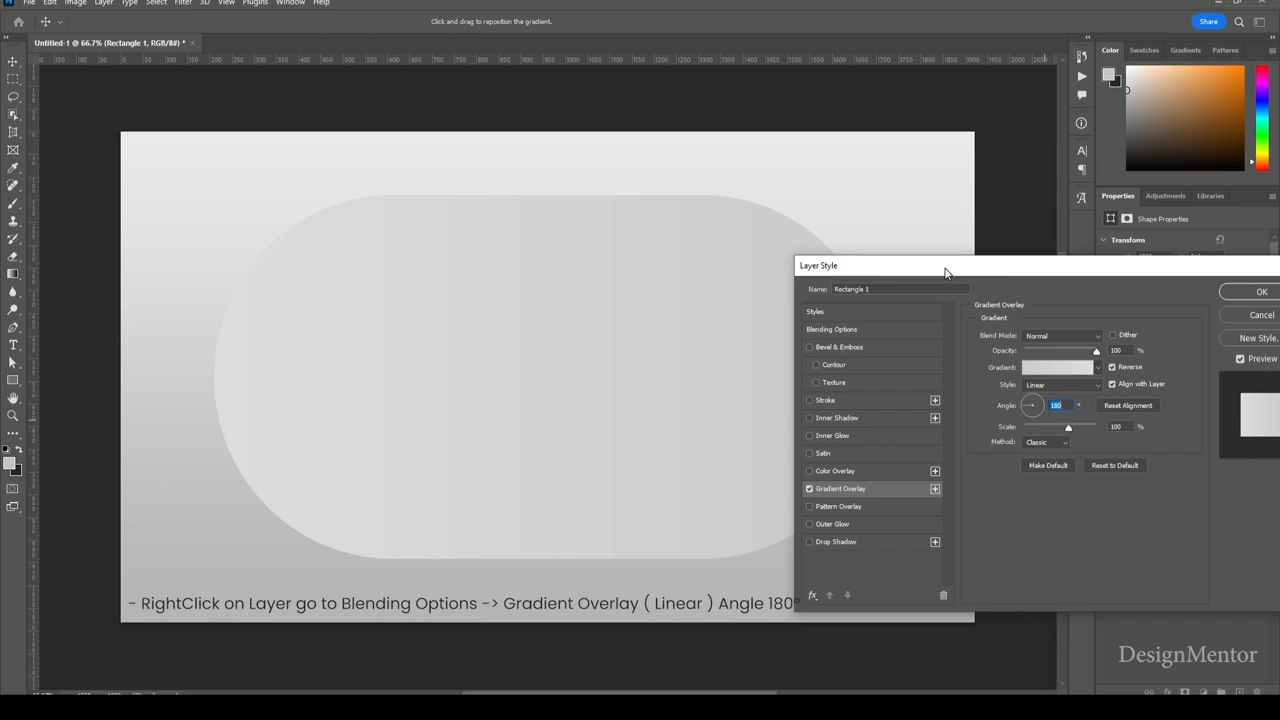 File Edit Image Layer Type Select Filter 3D View Plugins Window Help
Click and drag to reposition the gradient.
Share
Untitled-1 @ 66.7% (Rectangle 1, RGB/8#) *
Color Swatches Gradients Patterns
Properties Adjustments Libraries
Shape Properties
Transform
Layer Style
Name: Rectangle 1
Styles
Blending Options
Bevel & Emboss
Contour
Texture
Stroke
Inner Shadow
Inner Glow
Satin
Color Overlay
Gradient Overlay
Pattern Overlay
Outer Glow
Drop Shadow
fx
Gradient Overlay
Gradient
Blend Mode: Normal Dither
Opacity: 100 %
Gradient: Reverse
Style: Linear Align with Layer
Angle: 180 ° Reset Alignment
Scale: 100 %
Method: Classic
Make Default Reset to Default
OK
Cancel
New Style..
Preview
- RightClick on Layer go to Blending Options -> Gradient Overlay ( Linear ) Angle 180°
DesignMentor